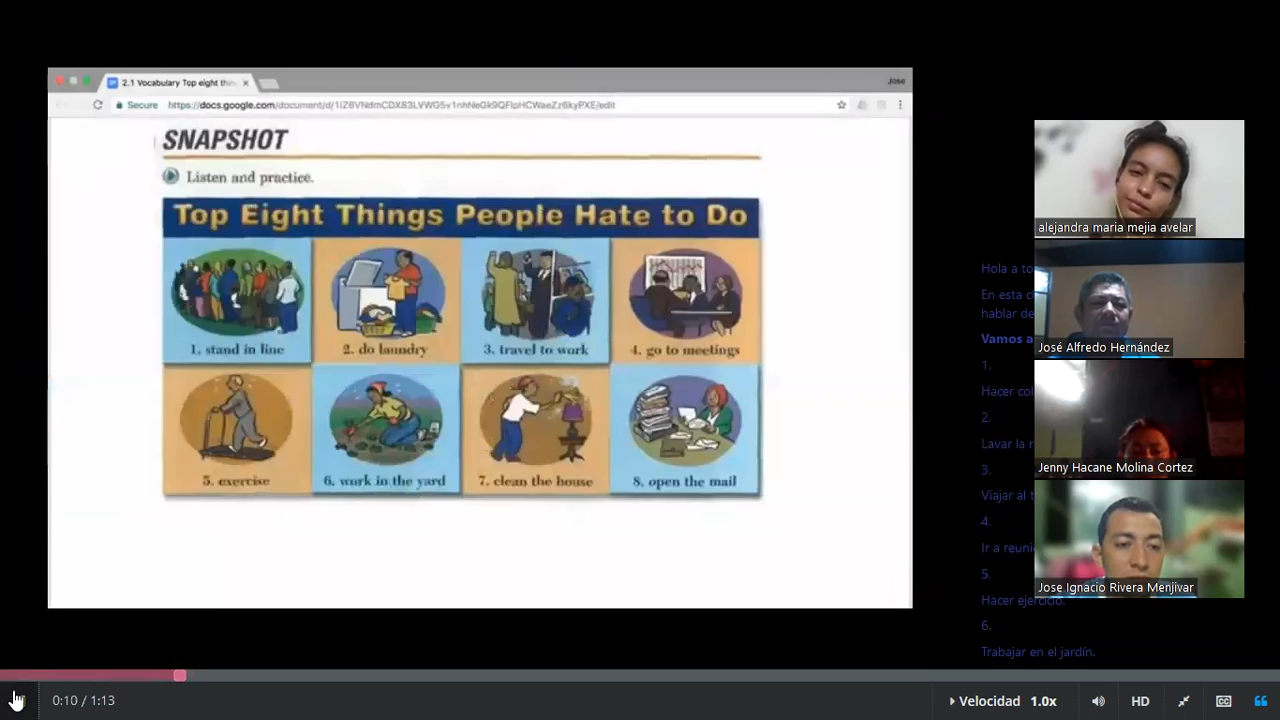 2.1 Vocabulary Top eight thin
Jose
Secure
https://docs.google.com/document/d/
SNAPSHOT
Listen and practice.
Top Eight Things People Hate to Do
1. stand in line
2. do laundry
3. travel to work
4. go to meetings
5. exercise
6. work in the yard
7. clean the house
8. open the mail
alejandra maria mejia avelar
José Alfredo Hernández
Jenny Hacane Molina Cortez
Jose Ignacio Rivera Menjivar
Hola a to
En esta c
hablar de
Vamos a
1.
Hacer col
2.
Lavar la r
3.
Viajar al t
4.
Ir a reuni
5.
Hacer ejercicio.
6.
Trabajar en el jardín.
0:10 / 1:13
Velocidad 1.0x
HD
CC